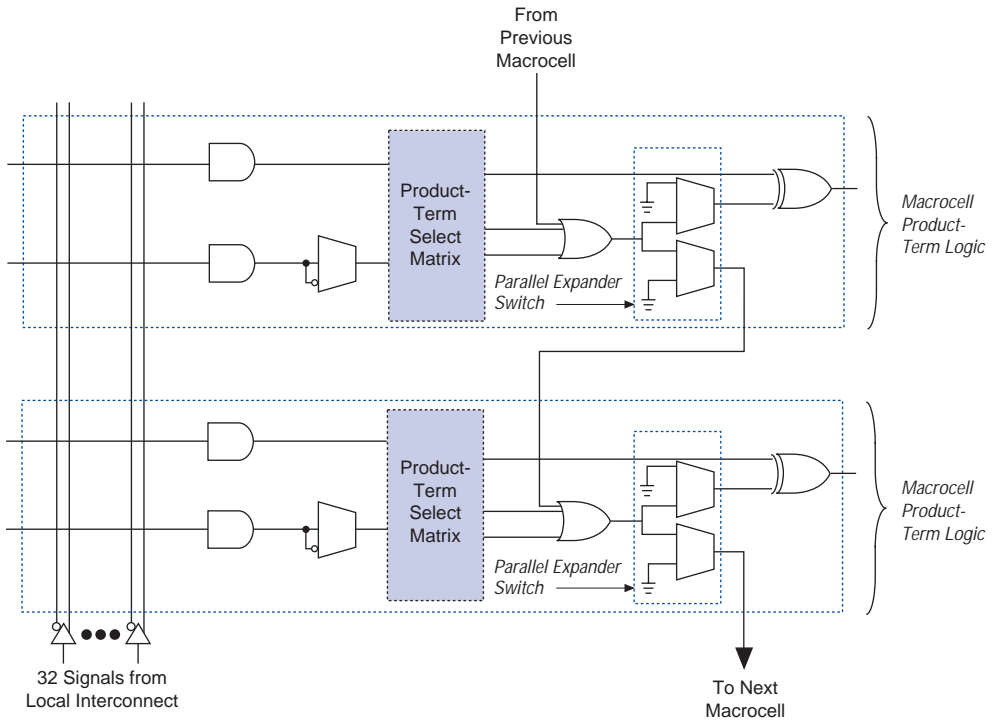 From
Previous
Macrocell
Product-
Term
Select
Matrix
Parallel Expander
Switch
Macrocell
Product-
Term Logic
Product-
Term
Select
Matrix
Parallel Expander
Switch
Macrocell
Product-
Term Logic
32 Signals from
Local Interconnect
To Next
Macrocell